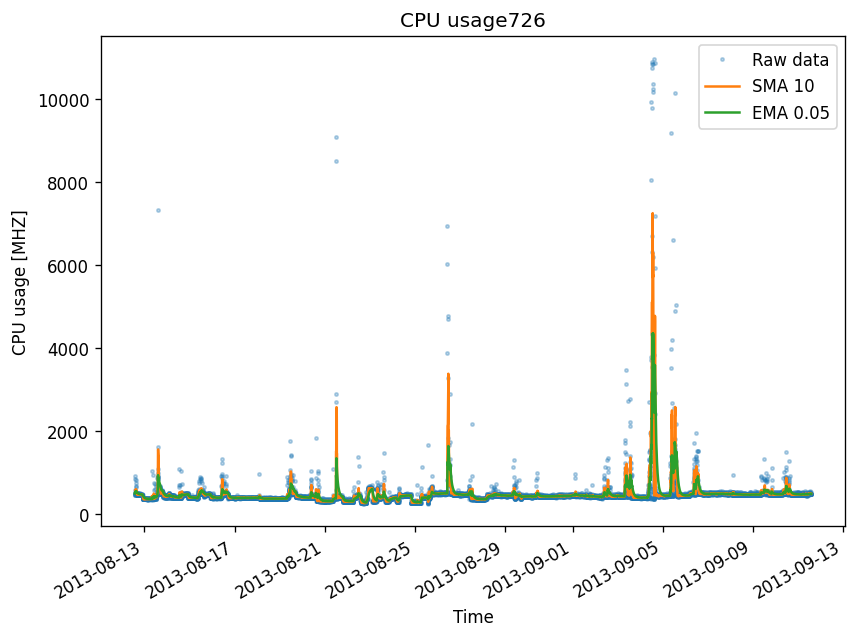 CPU usage726
Raw data
SMA 10
EMA 0.05
CPU usage [MHZ]
10000
8000
6000
4000
2000
0
2013-08-13
2013-08-17
2013-08-21
2013-08-25
2013-08-29
2013-09-01
2013-09-05
2013-09-09
2013-09-13
Time